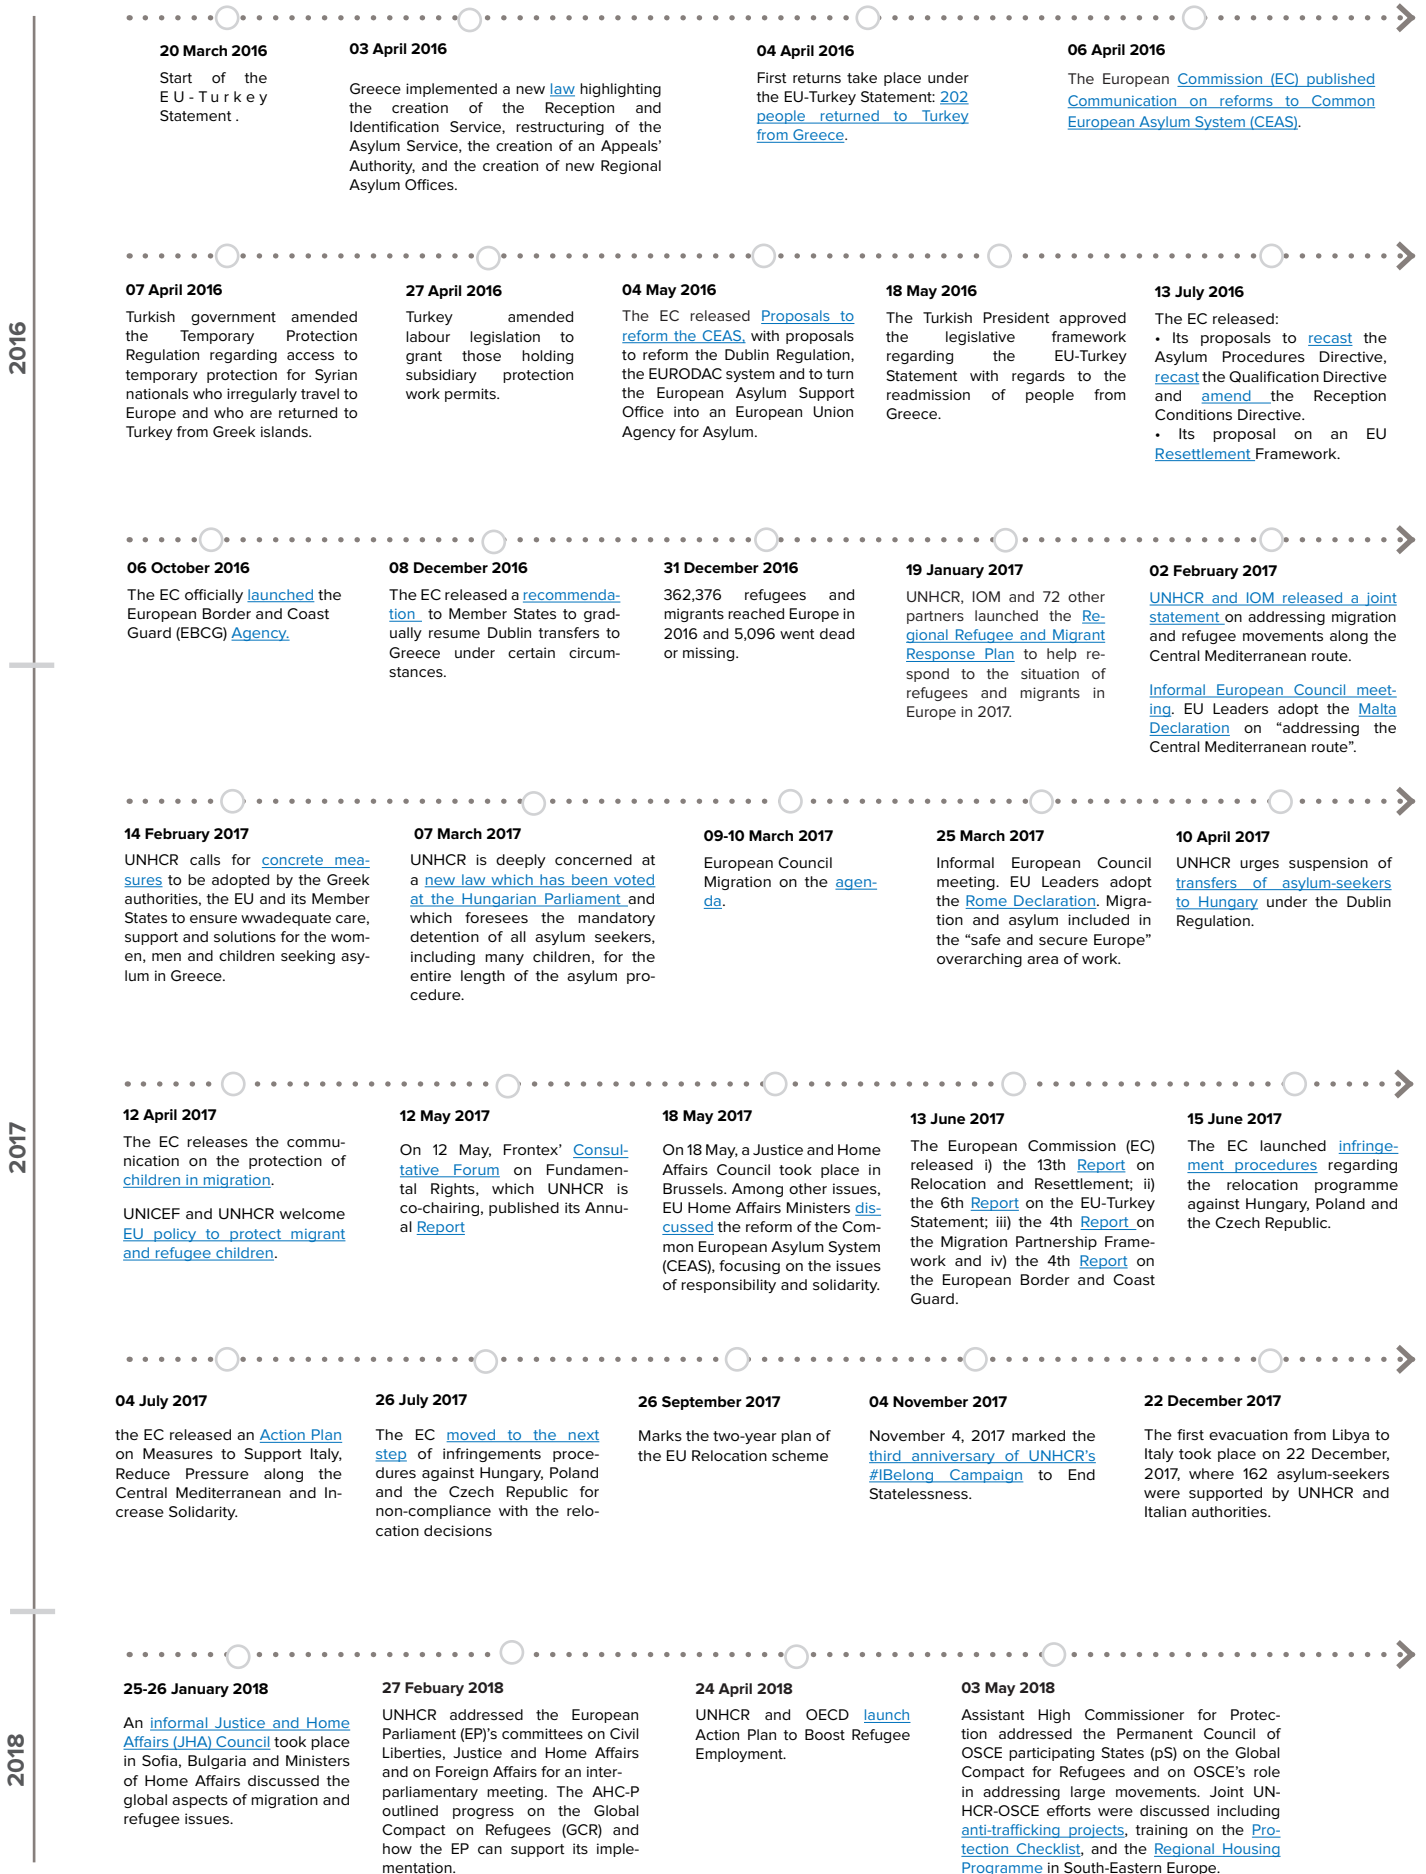 2016
20 March 2016
Start of the
EU-Turkey
Statement .
03 April 2016
Greece implemented a new law highlighting
the creation of the Reception and
Identification Service, restructuring of the
Asylum Service, the creation of an Appeals'
Authority, and the creation of new Regional
Asylum Offices.
04 April 2016
First returns take place under
the EU-Turkey Statement: 202
people returned to Turkey
from Greece.
06 April 2016
The European Commission (EC) published
Communication on reforms to Common
European Asylum System (CEAS).
07 April 2016
Turkish government amended
the Temporary Protection
Regulation regarding access to
temporary protection for Syrian
nationals who irregularly travel to
Europe and who are returned to
Turkey from Greek islands.
27 April 2016
Turkey amended
labour legislation to
grant those holding
subsidiary protection
work permits.
04 May 2016
The EC released Proposals to
reform the CEAS, with proposals
to reform the Dublin Regulation,
the EURODAC system and to turn
the European Asylum Support
Office into an European Union
Agency for Asylum.
18 May 2016
The Turkish President approved
the legislative framework
regarding the EU-Turkey
Statement with regards to the
readmission of people from
Greece.
13 July 2016
The EC released:
• Its proposals to recast the
Asylum Procedures Directive,
recast the Qualification Directive
and amend the Reception
Conditions Directive.
• Its proposal on an EU
Resettlement Framework.
06 October 2016
The EC officially launched the
European Border and Coast
Guard (EBCG) Agency.
08 December 2016
The EC released a recommenda-
tion to Member States to grad-
ually resume Dublin transfers to
Greece under certain circum-
stances.
31 December 2016
362,376 refugees and
migrants reached Europe in
2016 and 5,096 went dead
or missing.
19 January 2017
UNHCR, IOM and 72 other
partners launched the Re-
gional Refugee and Migrant
Response Plan to help re-
spond to the situation of
refugees and migrants in
Europe in 2017.
02 February 2017
UNHCR and IOM released a joint
statement on addressing migration
and refugee movements along the
Central Mediterranean route.
Informal European Council meet-
ing. EU Leaders adopt the Malta
Declaration on “addressing the
Central Mediterranean route”.
2017
14 February 2017
UNHCR calls for concrete mea-
sures to be adopted by the Greek
authorities, the EU and its Member
States to ensure wwadequate care,
support and solutions for the wom-
en, men and children seeking asy-
lum in Greece.
07 March 2017
UNHCR is deeply concerned at
a new law which has been voted
at the Hungarian Parliament and
which foresees the mandatory
detention of all asylum seekers,
including many children, for the
entire length of the asylum pro-
cedure.
09-10 March 2017
European Council
Migration on the agen-
da.
25 March 2017
Informal European Council
meeting. EU Leaders adopt
the Rome Declaration. Migra-
tion and asylum included in
the “safe and secure Europe”
overarching area of work.
10 April 2017
UNHCR urges suspension of
transfers of asylum-seekers
to Hungary under the Dublin
Regulation.
12 April 2017
The EC releases the commu-
nication on the protection of
children in migration.
UNICEF and UNHCR welcome
EU policy to protect migrant
and refugee children.
12 May 2017
On 12 May, Frontex' Consul-
tative Forum on Fundamen-
tal Rights, which UNHCR is
co-chairing, published its Annu-
al Report
18 May 2017
On 18 May, a Justice and Home
Affairs Council took place in
Brussels. Among other issues,
EU Home Affairs Ministers dis-
cussed the reform of the Com-
mon European Asylum System
(CEAS), focusing on the issues
of responsibility and solidarity.
13 June 2017
The European Commission (EC)
released i) the 13th Report on
Relocation and Resettlement; ii)
the 6th Report on the EU-Turkey
Statement; iii) the 4th Report on
the Migration Partnership Frame-
work and iv) the 4th Report on
the European Border and Coast
Guard.
15 June 2017
The EC launched infringe-
ment procedures regarding
the relocation programme
against Hungary, Poland and
the Czech Republic.
04 July 2017
the EC released an Action Plan
on Measures to Support Italy,
Reduce Pressure along the
Central Mediterranean and In-
crease Solidarity.
26 July 2017
The EC moved to the next
step of infringements proce-
dures against Hungary, Poland
and the Czech Republic for
non-compliance with the relo-
cation decisions
26 September 2017
Marks the two-year plan of
the EU Relocation scheme
04 November 2017
November 4, 2017 marked the
third anniversary of UNHCR's
#IBelong Campaign to End
Statelessness.
22 December 2017
The first evacuation from Libya to
Italy took place on 22 December,
2017, where 162 asylum-seekers
were supported by UNHCR and
Italian authorities.
2018
25-26 January 2018
An informal Justice and Home
Affairs (JHA) Council took place
in Sofia, Bulgaria and Ministers
of Home Affairs discussed the
global aspects of migration and
refugee issues.
27 Febuary 2018
UNHCR addressed the European
Parliament (EP)'s committees on Civil
Liberties, Justice and Home Affairs
and on Foreign Affairs for an inter-
parliamentary meeting. The AHC-P
outlined progress on the Global
Compact on Refugees (GCR) and
how the EP can support its imple-
mentation.
24 April 2018
UNHCR and OECD launch
Action Plan to Boost Refugee
Employment.
03 May 2018
Assistant High Commissioner for Protec-
tion addressed the Permanent Council of
OSCE participating States (pS) on the Global
Compact for Refugees and on OSCE's role
in addressing large movements. Joint UN-
HCR-OSCE efforts were discussed including
anti-trafficking projects, training on the Pro-
tection Checklist, and the Regional Housing
Programme in South-Eastern Europe.